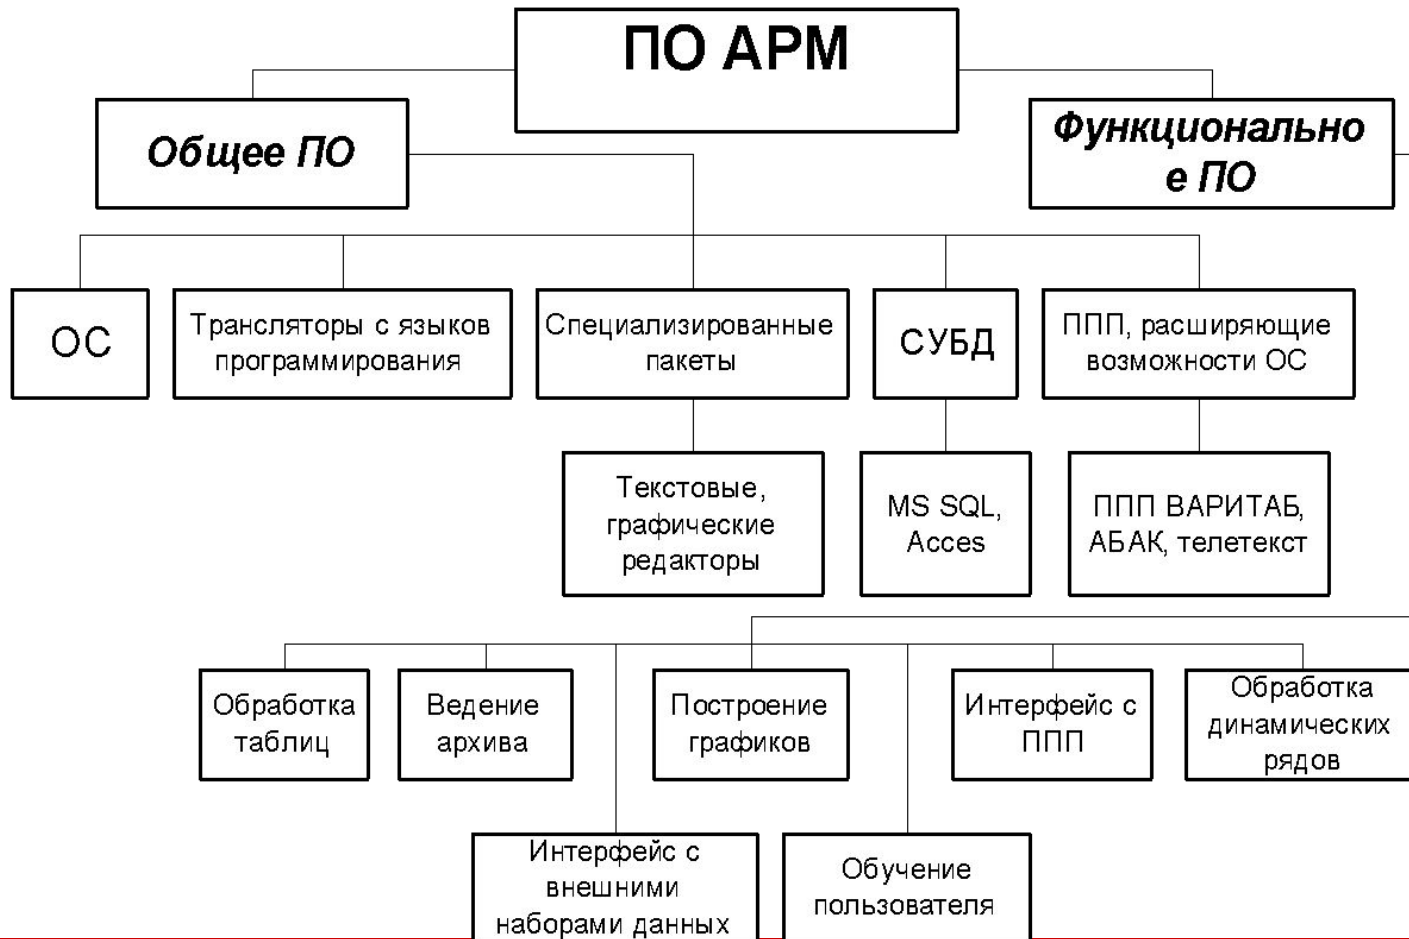 ПО АРМ
Общее ПО
Функционально
е ПО
ОС
Трансляторы с языков
программирования
Специализированные
пакеты
СУБД
ППП, расширяющие
возможности ОС
Текстовые,
графические
редакторы
MS SQL,
Acces
ППП ВАРИТАБ,
АБАК, телетекст
Обработка
таблиц
Ведение
архива
Построение
графиков
Интерфейс с
ППП
Обработка
динамических
рядов
Интерфейс с
внешними
наборами данных
Обучение
пользователя